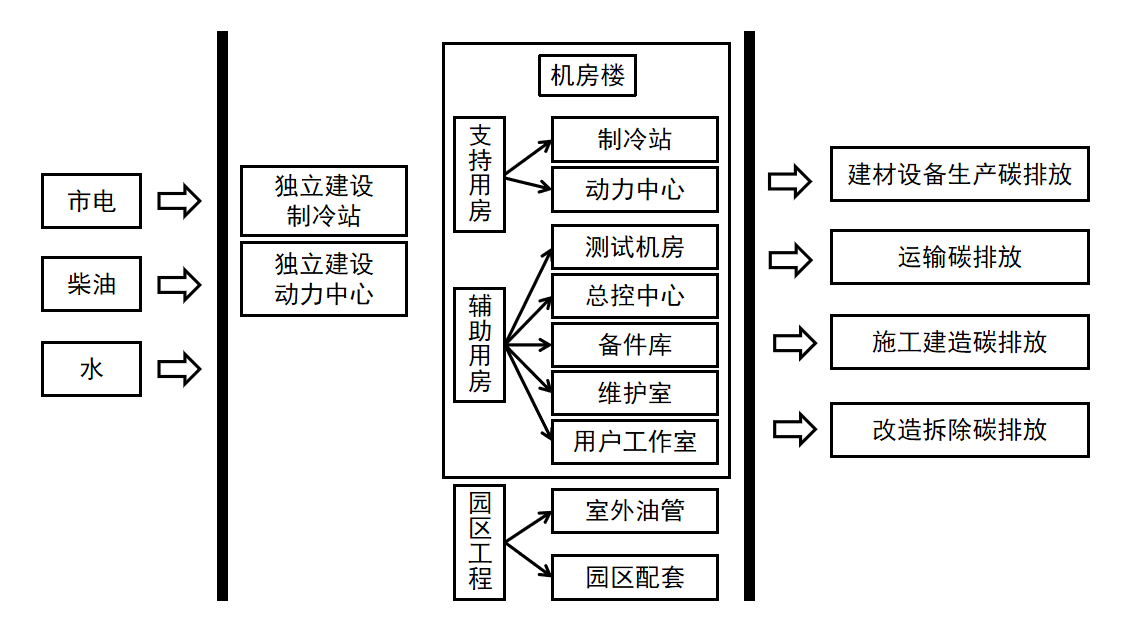 市电
柴油
水
独立建设
制冷站
独立建设
动力中心
机房楼
支持用房
制冷站
动力中心
辅助用房
测试机房
总控中心
备件库
维护室
用户工作室
园区工程
室外油管
园区配套
建材设备生产碳排放
运输碳排放
施工建造碳排放
改造拆除碳排放